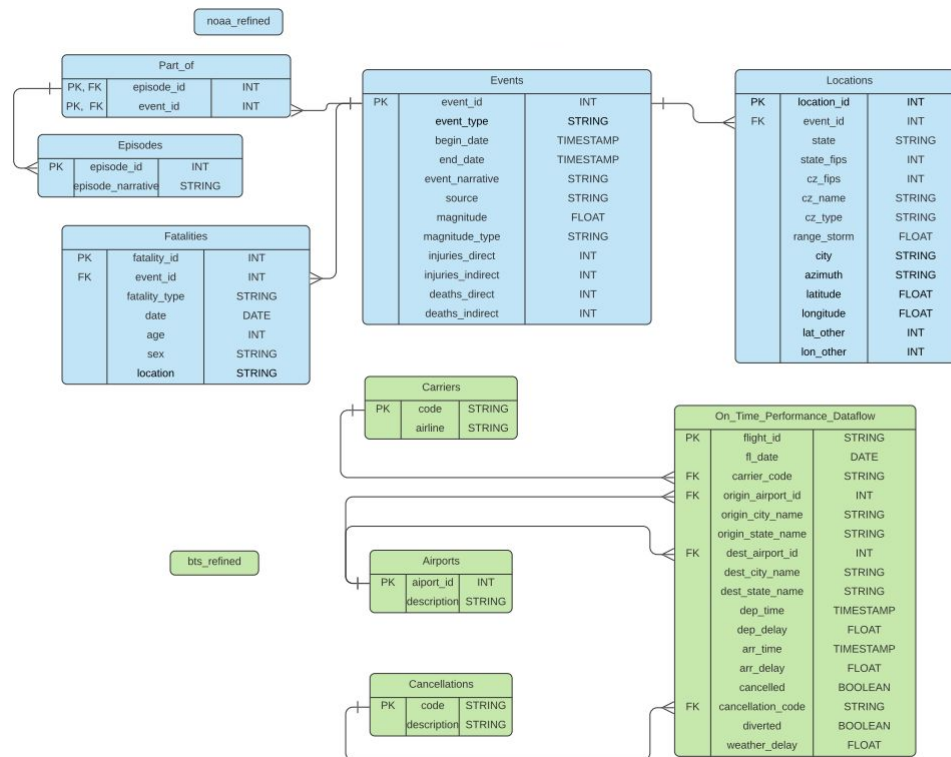 noaa_refined
Part_of
PK, FK episode_id INT
PK, FK event_id INT
Episodes
PK episode_id INT
episode_narrative STRING
Fatalities
PK fatality_id INT
FK event_id INT
fatality_type STRING
date DATE
age INT
sex STRING
location STRING
Events
PK event_id INT
event_type STRING
begin_date TIMESTAMP
end_date TIMESTAMP
event_narrative STRING
source STRING
magnitude FLOAT
magnitude_type STRING
injuries_direct INT
injuries_indirect INT
deaths_direct INT
deaths_indirect INT
Locations
PK location_id INT
FK event_id INT
state STRING
state_fips INT
cz_fips INT
cz_name STRING
cz_type STRING
range_storm FLOAT
city STRING
azimuth STRING
latitude FLOAT
longitude FLOAT
lat_other INT
lon_other INT
bts_refined
Carriers
PK code STRING
airline STRING
Airports
PK aiport_id INT
description STRING
Cancellations
PK code STRING
description STRING
On_Time_Performance_Dataflow
PK flight_id STRING
fl_date DATE
FK carrier_code STRING
FK origin_airport_id INT
origin_city_name STRING
origin_state_name STRING
FK dest_airport_id INT
dest_city_name STRING
dest_state_name STRING
dep_time TIMESTAMP
dep_delay FLOAT
arr_time TIMESTAMP
arr_delay FLOAT
cancelled BOOLEAN
FK cancellation_code STRING
diverted BOOLEAN
weather_delay FLOAT